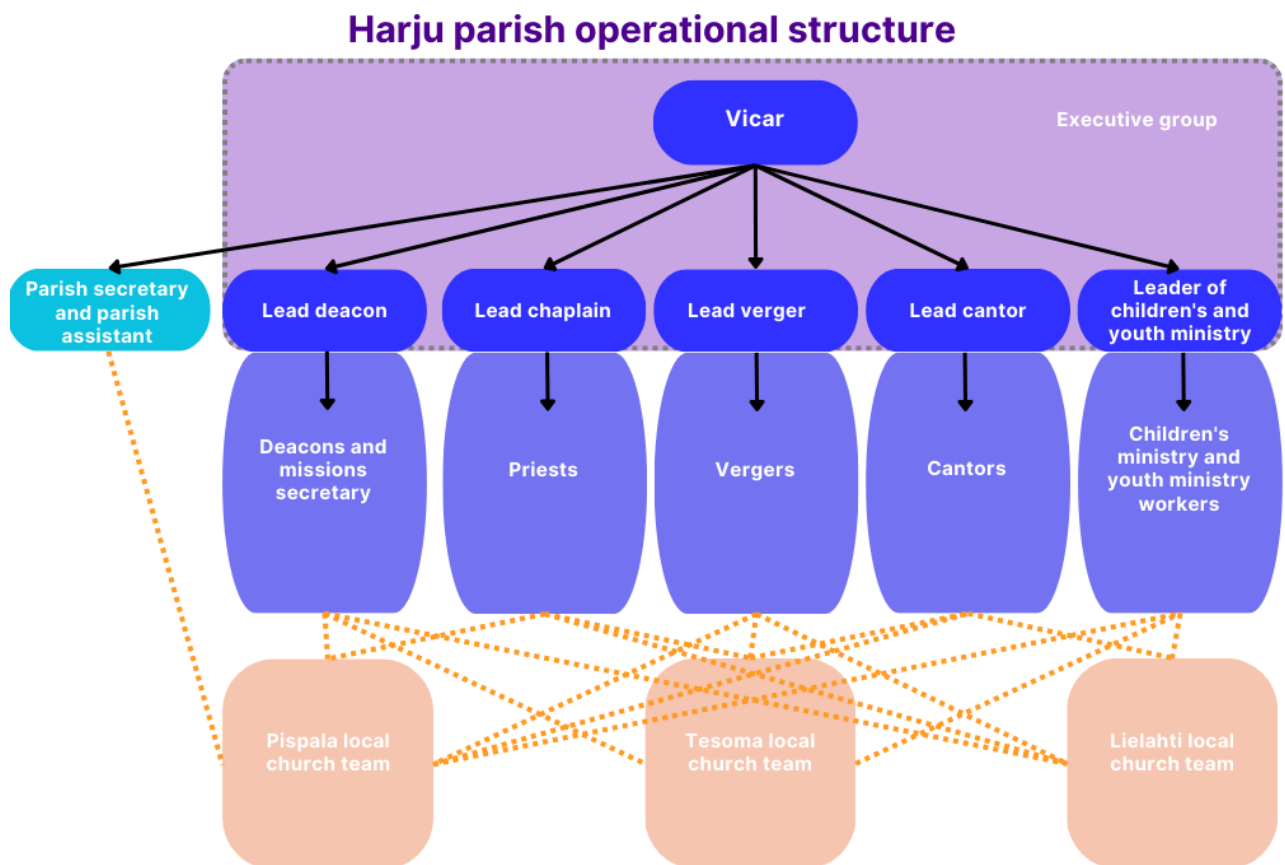 Harju parish operational structure
Vicar
Executive group
Parish secretary
and parish
assistant
Lead deacon
Lead chaplain
Lead verger
Lead cantor
Leader of
children's and
youth ministry
Deacons and
missions
secretary
Priests
Vergers
Cantors
Children's
ministry and
youth ministry
workers
Pispala local
church team
Tesoma local
church team
Lielahti local
church team